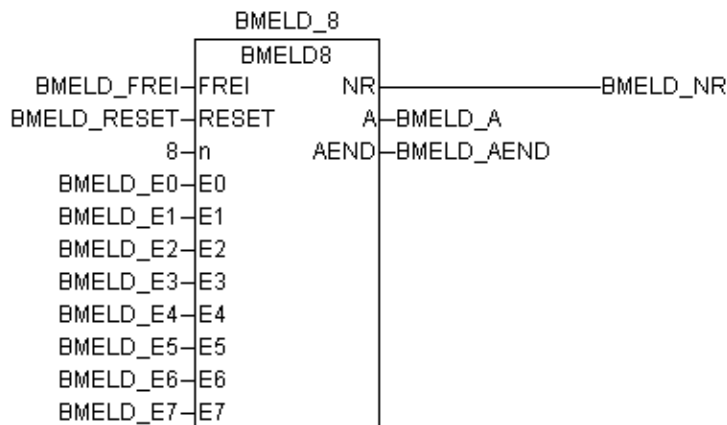 BMELD_8
BMELD8
BMELD_FREI FREI NR BMELD_NR
BMELD_RESET RESET A BMELD_A
8 n AEND BMELD_AEND
BMELD_E0 E0
BMELD_E1 E1
BMELD_E2 E2
BMELD_E3 E3
BMELD_E4 E4
BMELD_E5 E5
BMELD_E6 E6
BMELD_E7 E7